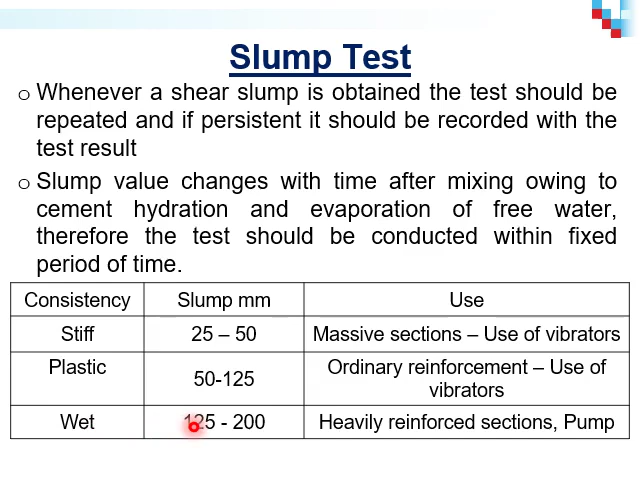 Slump Test
o Whenever a shear slump is obtained the test should be
repeated and if persistent it should be recorded with the
test result
o Slump value changes with time after mixing owing to
cement hydration and evaporation of free water,
therefore the test should be conducted within fixed
period of time.
Consistency Slump mm Use
Stiff 25 – 50 Massive sections – Use of vibrators
Plastic 50-125 Ordinary reinforcement – Use of
vibrators
Wet 125 - 200 Heavily reinforced sections, Pump